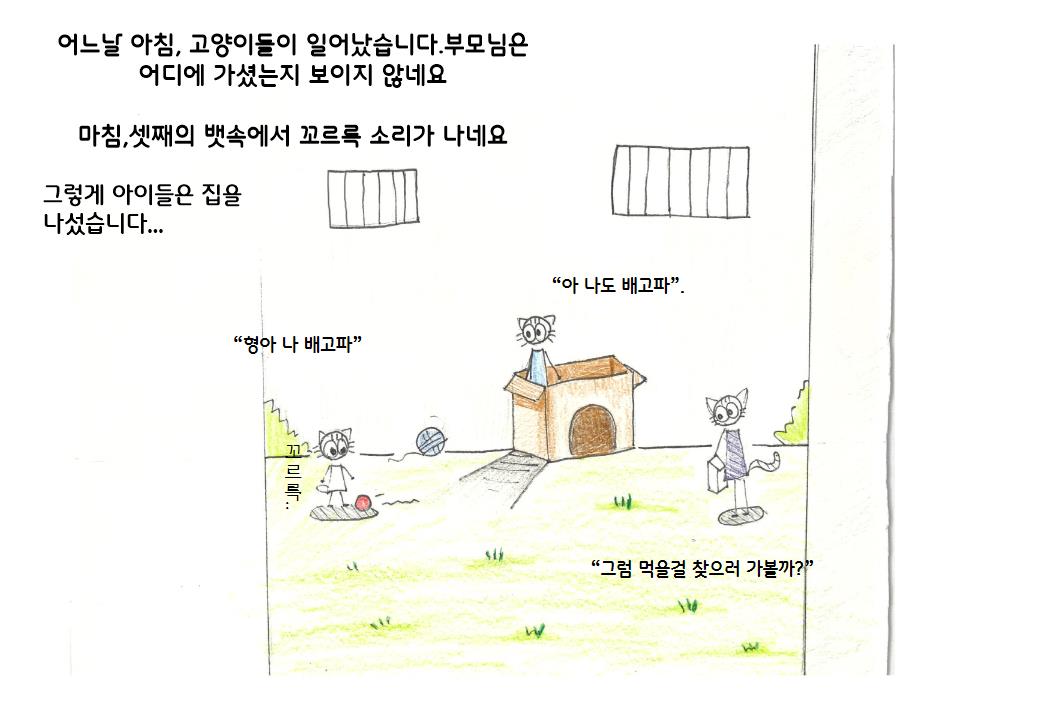 어느날 아침, 고양이들이 일어났습니다.부모님은
어디에 가셨는지 보이지 않네요
마침,셋째의 뱃속에서 꼬르륵 소리가 나네요
그렇게 아이들은 집을
나섰습니다...
“아 나도 배고파”.
“형아 나 배고파”
꼬르륵..
“그럼 먹을걸 찾으러 가볼까?”